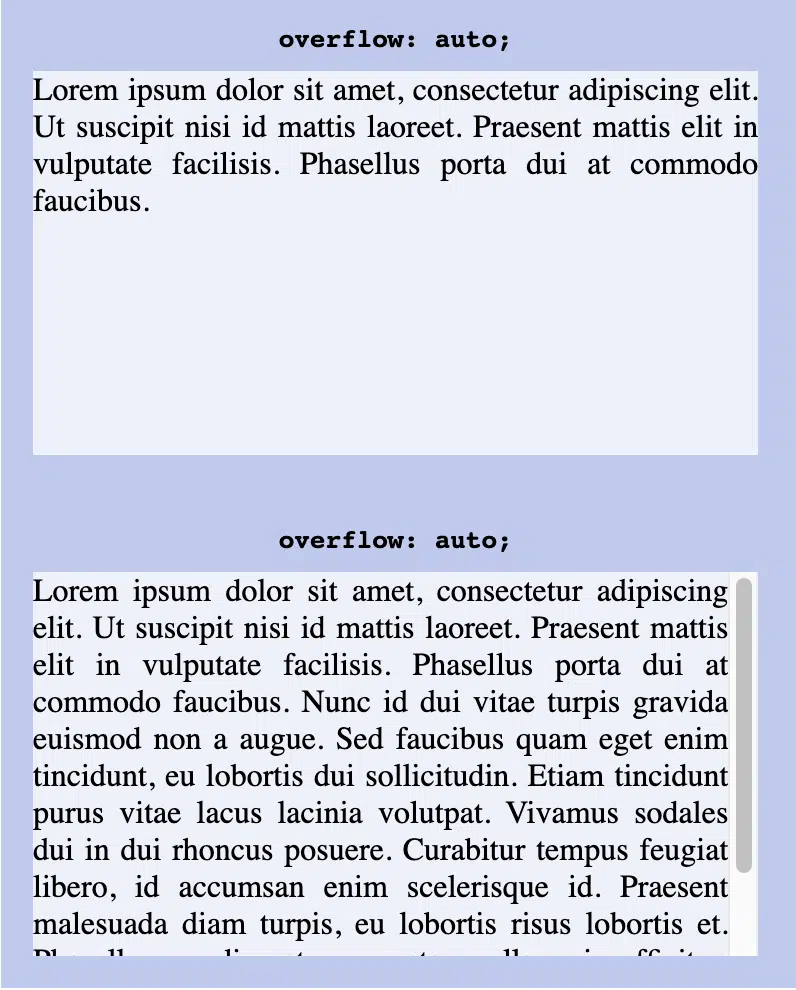 overflow: auto;
Lorem ipsum dolor sit amet, consectetur adipiscing elit.
Ut suscipit nisi id mattis laoreet. Praesent mattis elit in
vulputate facilisis. Phasellus porta dui at commodo
faucibus.
overflow: auto;
Lorem ipsum dolor sit amet, consectetur adipiscing
elit. Ut suscipit nisi id mattis laoreet. Praesent mattis
elit in vulputate facilisis. Phasellus porta dui at
commodo faucibus. Nunc id dui vitae turpis gravida
euismod non a augue. Sed faucibus quam eget enim
tincidunt, eu lobortis dui sollicitudin. Etiam tincidunt
purus vitae lacus lacinia volutpat. Vivamus sodales
dui in dui rhoncus posuere. Curabitur tempus feugiat
libero, id accumsan enim scelerisque id. Praesent
malesuada diam turpis, eu lobortis risus lobortis et.